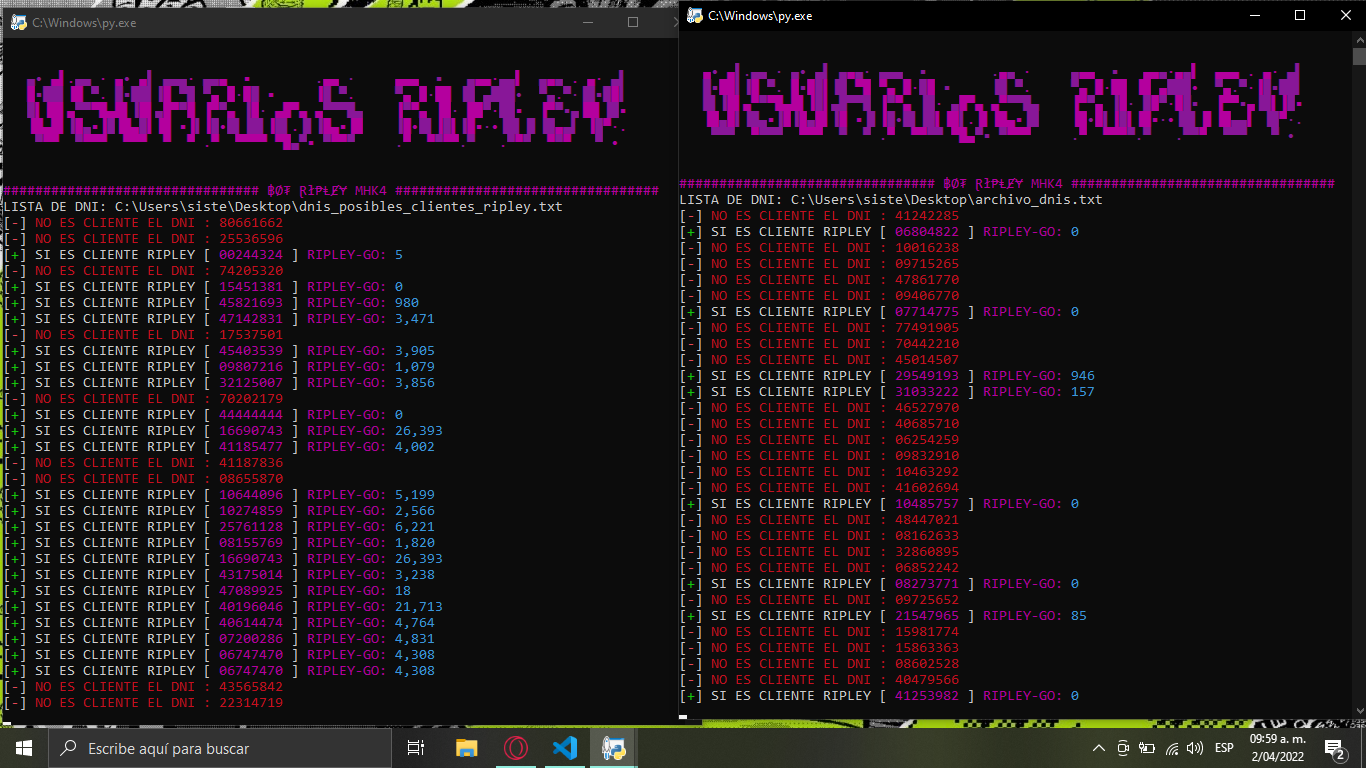 C:\Windows\py.exe
USUARIOS RIPLEY
############################### ฿Ø₮ ⱤłⱣⱠɆɎ MHK4 ################################
LISTA DE DNI: C:\Users\siste\Desktop\dnis_posibles_clientes_ripley.txt
[-] NO ES CLIENTE EL DNI : 80661662
[-] NO ES CLIENTE EL DNI : 25536596
[+] SI ES CLIENTE RIPLEY [ 00244324 ] RIPLEY-GO: 5
[-] NO ES CLIENTE EL DNI : 74205320
[+] SI ES CLIENTE RIPLEY [ 15451381 ] RIPLEY-GO: 0
[+] SI ES CLIENTE RIPLEY [ 45821693 ] RIPLEY-GO: 980
[+] SI ES CLIENTE RIPLEY [ 47142831 ] RIPLEY-GO: 3,471
[-] NO ES CLIENTE EL DNI : 17537501
[+] SI ES CLIENTE RIPLEY [ 45403539 ] RIPLEY-GO: 3,905
[+] SI ES CLIENTE RIPLEY [ 09807216 ] RIPLEY-GO: 1,079
[+] SI ES CLIENTE RIPLEY [ 32125007 ] RIPLEY-GO: 3,856
[-] NO ES CLIENTE EL DNI : 70202179
[+] SI ES CLIENTE RIPLEY [ 44444444 ] RIPLEY-GO: 0
[+] SI ES CLIENTE RIPLEY [ 16690743 ] RIPLEY-GO: 26,393
[+] SI ES CLIENTE RIPLEY [ 41185477 ] RIPLEY-GO: 4,002
[-] NO ES CLIENTE EL DNI : 41187836
[-] NO ES CLIENTE EL DNI : 08655870
[+] SI ES CLIENTE RIPLEY [ 10644096 ] RIPLEY-GO: 5,199
[+] SI ES CLIENTE RIPLEY [ 10274859 ] RIPLEY-GO: 2,566
[+] SI ES CLIENTE RIPLEY [ 25761128 ] RIPLEY-GO: 6,221
[+] SI ES CLIENTE RIPLEY [ 08155769 ] RIPLEY-GO: 1,820
[+] SI ES CLIENTE RIPLEY [ 16690743 ] RIPLEY-GO: 26,393
[+] SI ES CLIENTE RIPLEY [ 43175014 ] RIPLEY-GO: 3,238
[+] SI ES CLIENTE RIPLEY [ 47089925 ] RIPLEY-GO: 18
[+] SI ES CLIENTE RIPLEY [ 40196046 ] RIPLEY-GO: 21,713
[+] SI ES CLIENTE RIPLEY [ 40614474 ] RIPLEY-GO: 4,764
[+] SI ES CLIENTE RIPLEY [ 07200286 ] RIPLEY-GO: 4,831
[+] SI ES CLIENTE RIPLEY [ 06747470 ] RIPLEY-GO: 4,308
[+] SI ES CLIENTE RIPLEY [ 06747470 ] RIPLEY-GO: 4,308
[-] NO ES CLIENTE EL DNI : 43565842
[-] NO ES CLIENTE EL DNI : 22314719
C:\Windows\py.exe
USUARIOS RIPLEY
############################### ฿Ø₮ ⱤłⱣⱠɆɎ MHK4 ################################
LISTA DE DNI: C:\Users\siste\Desktop\archivo_dnis.txt
[-] NO ES CLIENTE EL DNI : 41242285
[+] SI ES CLIENTE RIPLEY [ 06804822 ] RIPLEY-GO: 0
[-] NO ES CLIENTE EL DNI : 10016238
[-] NO ES CLIENTE EL DNI : 09715265
[-] NO ES CLIENTE EL DNI : 47861770
[-] NO ES CLIENTE EL DNI : 09406770
[+] SI ES CLIENTE RIPLEY [ 07714775 ] RIPLEY-GO: 0
[-] NO ES CLIENTE EL DNI : 77491905
[-] NO ES CLIENTE EL DNI : 70442210
[-] NO ES CLIENTE EL DNI : 45014507
[+] SI ES CLIENTE RIPLEY [ 29549193 ] RIPLEY-GO: 946
[+] SI ES CLIENTE RIPLEY [ 31033222 ] RIPLEY-GO: 157
[-] NO ES CLIENTE EL DNI : 46527970
[-] NO ES CLIENTE EL DNI : 40685710
[-] NO ES CLIENTE EL DNI : 06254259
[-] NO ES CLIENTE EL DNI : 09832910
[-] NO ES CLIENTE EL DNI : 10463292
[-] NO ES CLIENTE EL DNI : 41602694
[+] SI ES CLIENTE RIPLEY [ 10485757 ] RIPLEY-GO: 0
[-] NO ES CLIENTE EL DNI : 48447021
[-] NO ES CLIENTE EL DNI : 08162633
[-] NO ES CLIENTE EL DNI : 32860895
[-] NO ES CLIENTE EL DNI : 06852242
[+] SI ES CLIENTE RIPLEY [ 08273771 ] RIPLEY-GO: 0
[-] NO ES CLIENTE EL DNI : 09725652
[+] SI ES CLIENTE RIPLEY [ 21547965 ] RIPLEY-GO: 85
[-] NO ES CLIENTE EL DNI : 15981774
[-] NO ES CLIENTE EL DNI : 15863363
[-] NO ES CLIENTE EL DNI : 08602528
[-] NO ES CLIENTE EL DNI : 40479566
[+] SI ES CLIENTE RIPLEY [ 41253982 ] RIPLEY-GO: 0
Escribe aquí para buscar
ESP
09:59 a. m.
2/04/2022
2